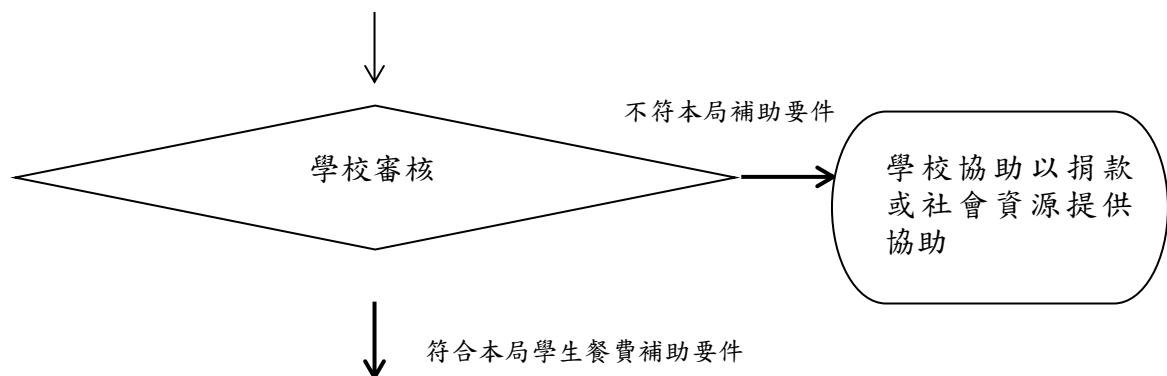 不符本局補助要件
學校審核
學校協助以捐款
或社會資源提供
協助
符合本局學生餐費補助要件